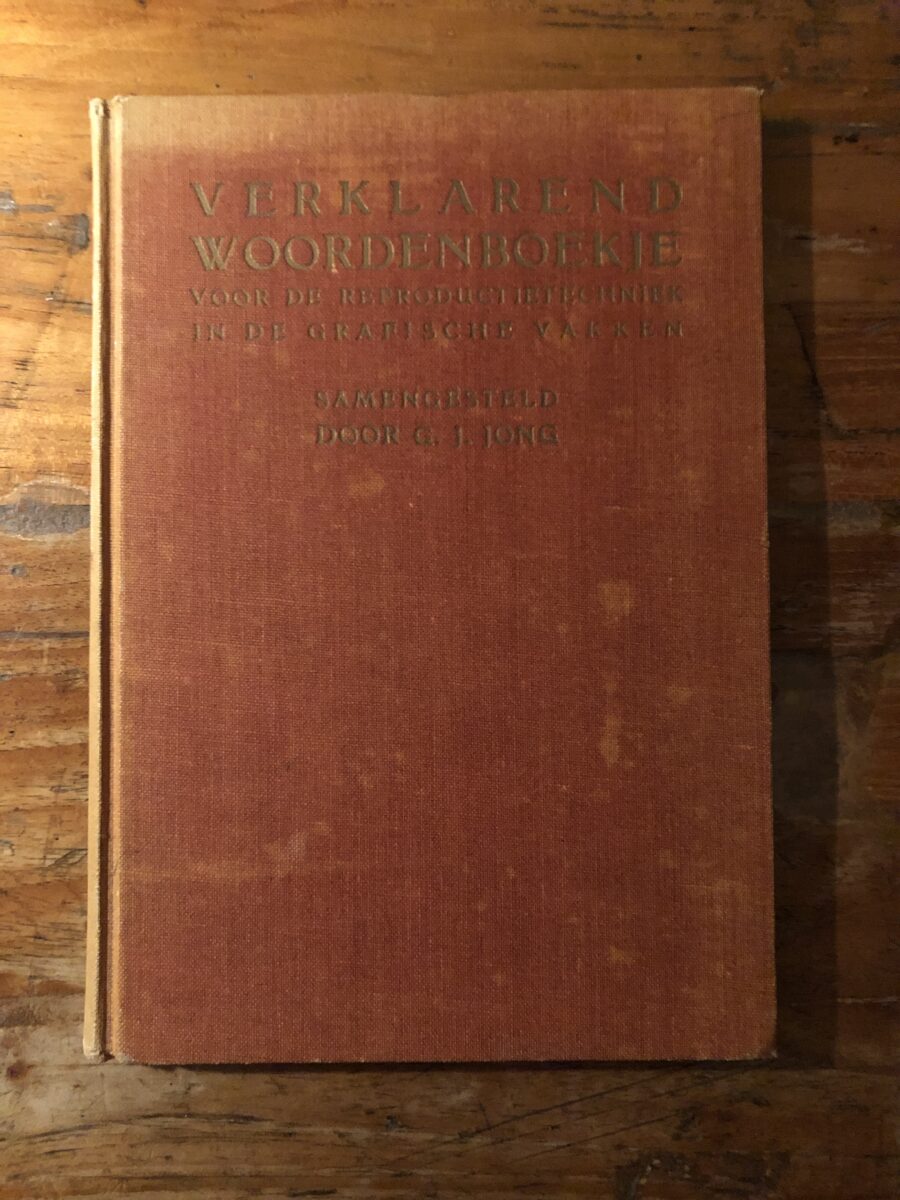 VERKLAREND
WOORDENBOEKJE
VOOR DE REPRODUCTIETECHNIEK
IN DE GRAFISCHE VAKKEN
SAMENGESTELD
DOOR G. J. JONG